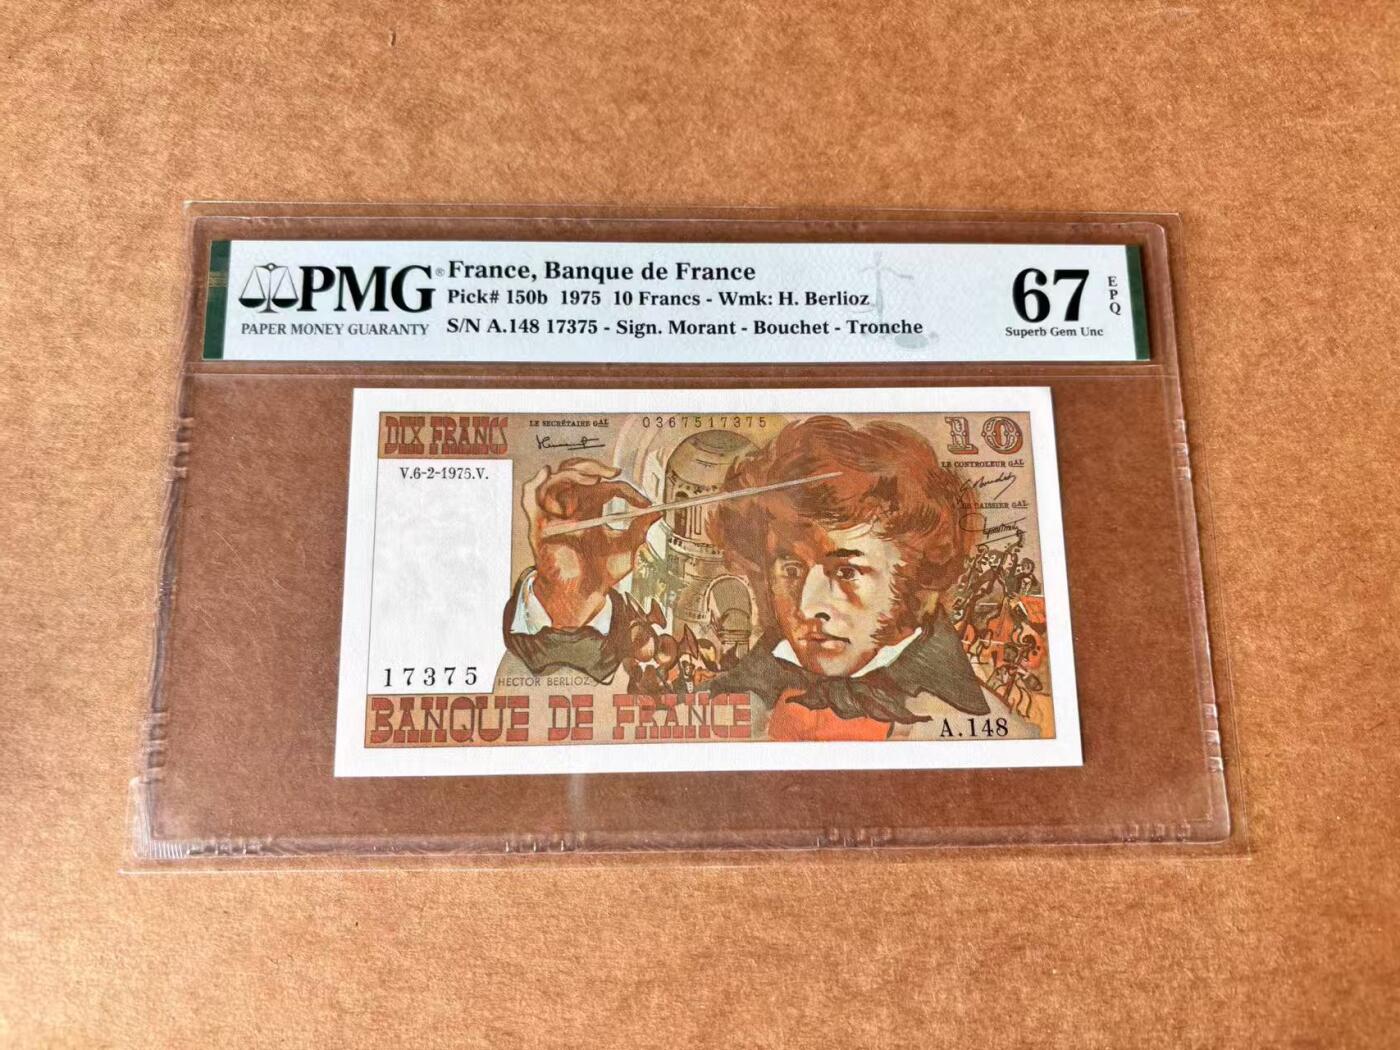 PMG®
PAPER MONEY GUARANTY
France, Banque de France
Pick# 150b 1975 10 Francs - Wmk: H. Berlioz
S/N A.148 17375 - Sign. Morant - Bouchet - Tronche
67
EPQ
Superb Gem Unc
DIX FRANCS
LE SECRÉTAIRE GAL
0367517375
10
V.6-2-1975.V.
LE CONTROLEUR GAL
LE CAISSIER GAL
17375
HECTOR BERLIOZ
BANQUE DE FRANCE
A.148